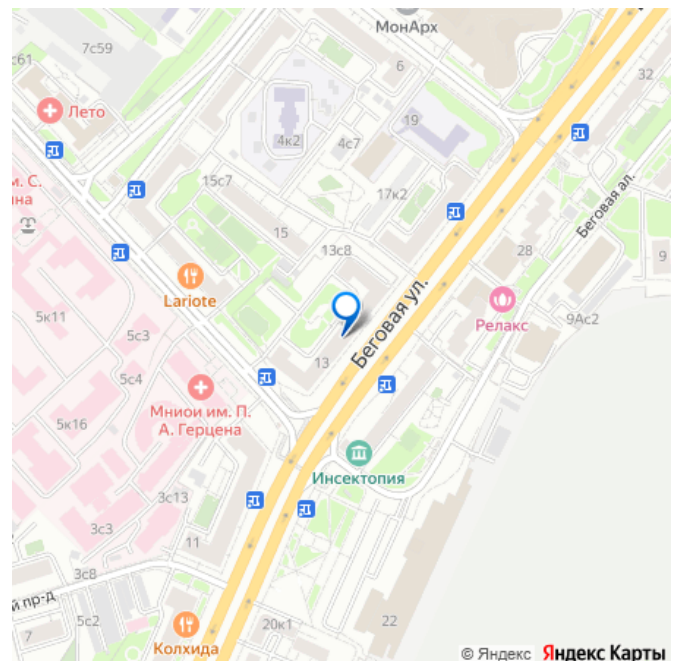 МонАрх
7с59
с61
6
32
Лето
19
4к2
4с7
15с7
17к2
м. С.
на
15
13с8
Беговая ал.
28
9
Lariote
Беговая ул.
Релакс
9Ас2
5к11
5с3
13
5с4
Мниои им. П.
А. Герцена
5к16
Инсектопия
3с13
3с3
11
3с8
й пр-д
5с2
7
20к1
22
Колхида
© Яндекс Яндекс Карты